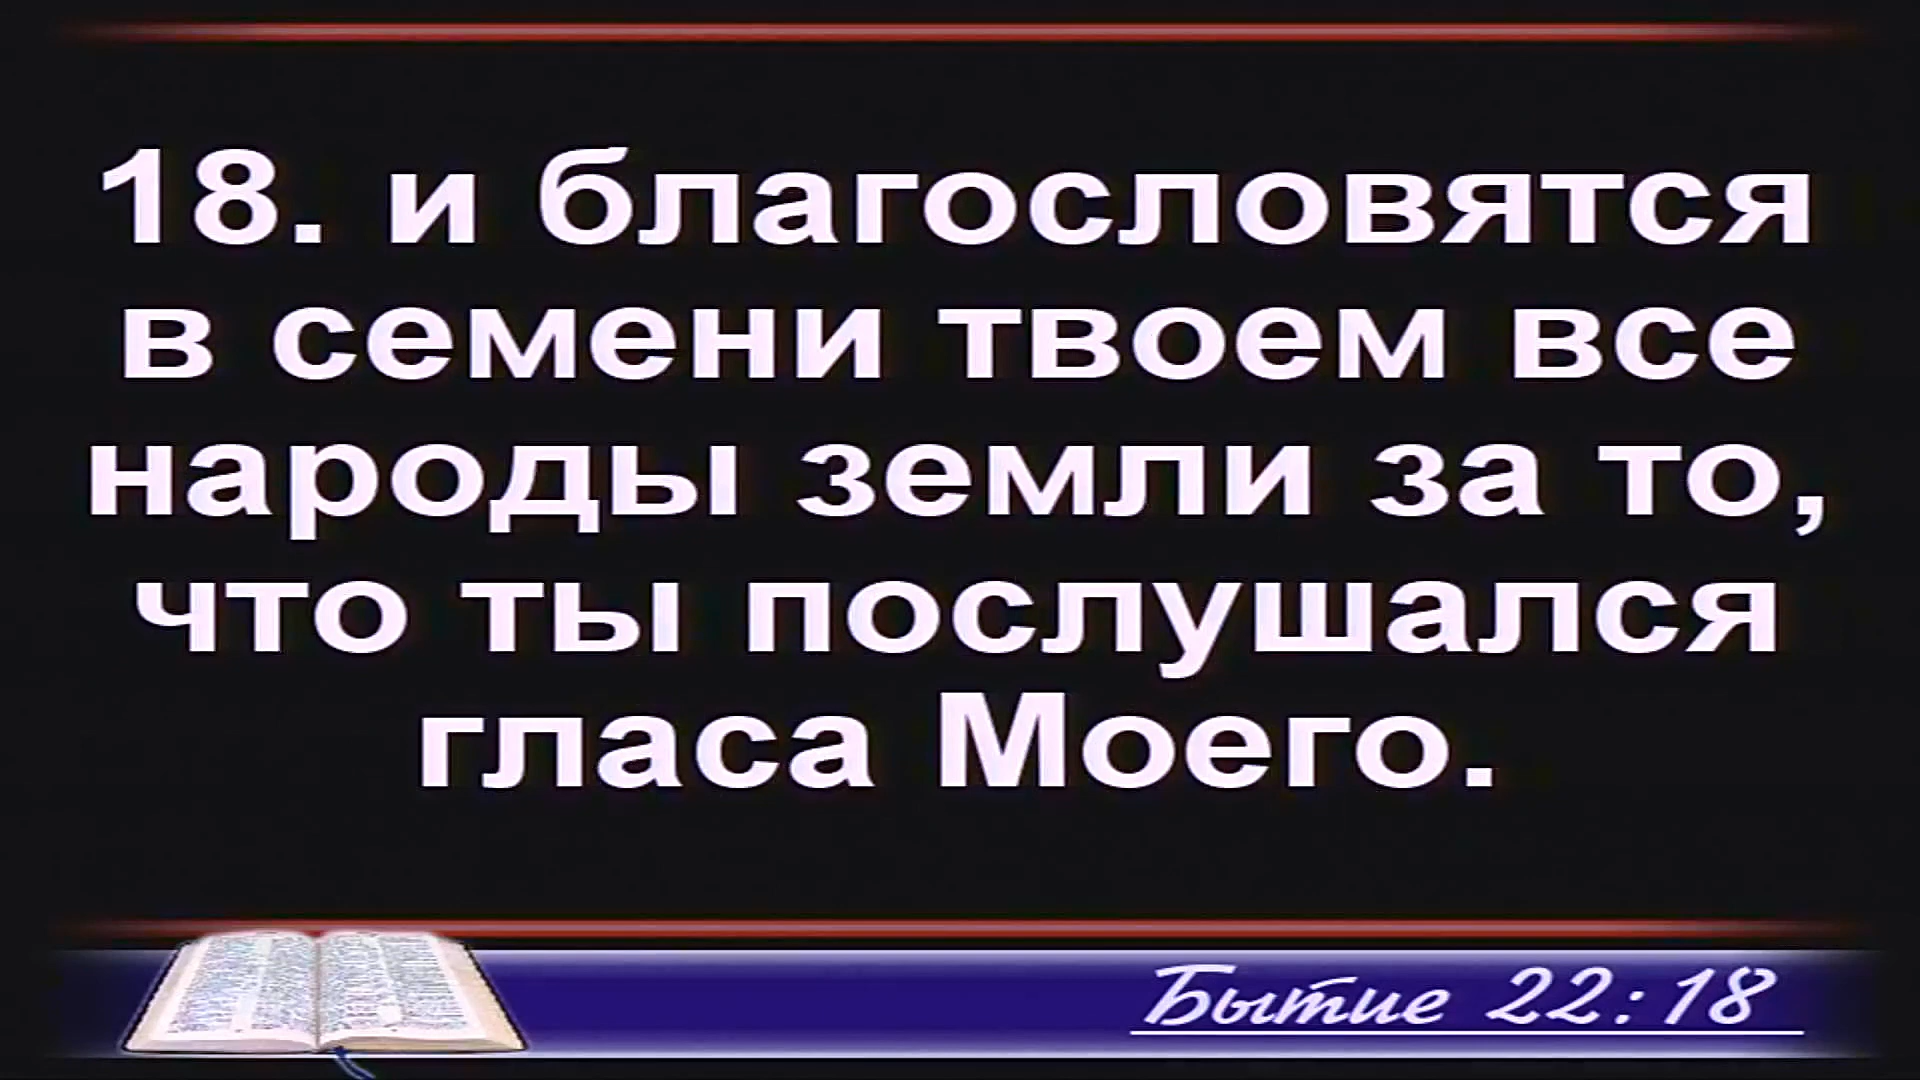 18. и благословятся
в семени твоем все
народы земли за то,
что ты послушался
гласа Моего.
Бытие 22:18